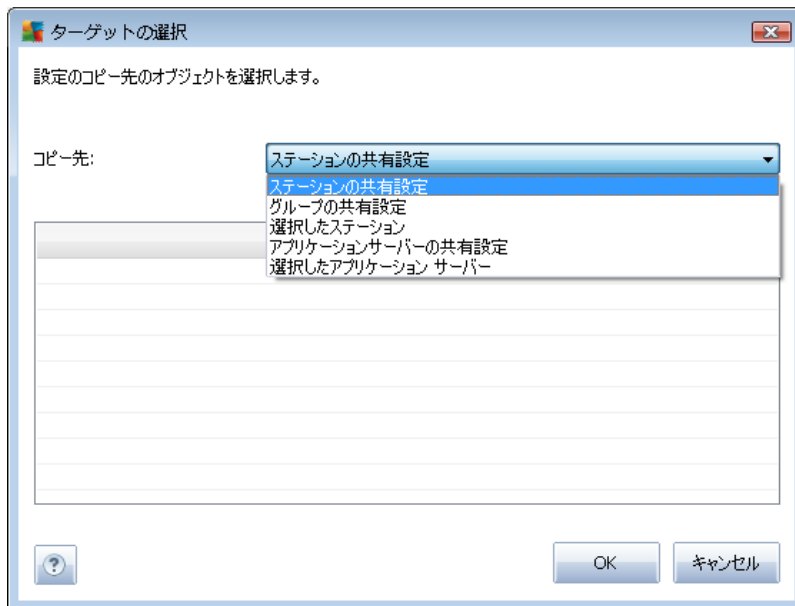 ターゲットの選択
設定のコピー先のオブジェクトを選択します。
コピー先:
ステーションの共有設定
ステーションの共有設定
グループの共有設定
選択したステーション
アプリケーションサーバーの共有設定
選択したアプリケーション サーバー
?
OK
キャンセル